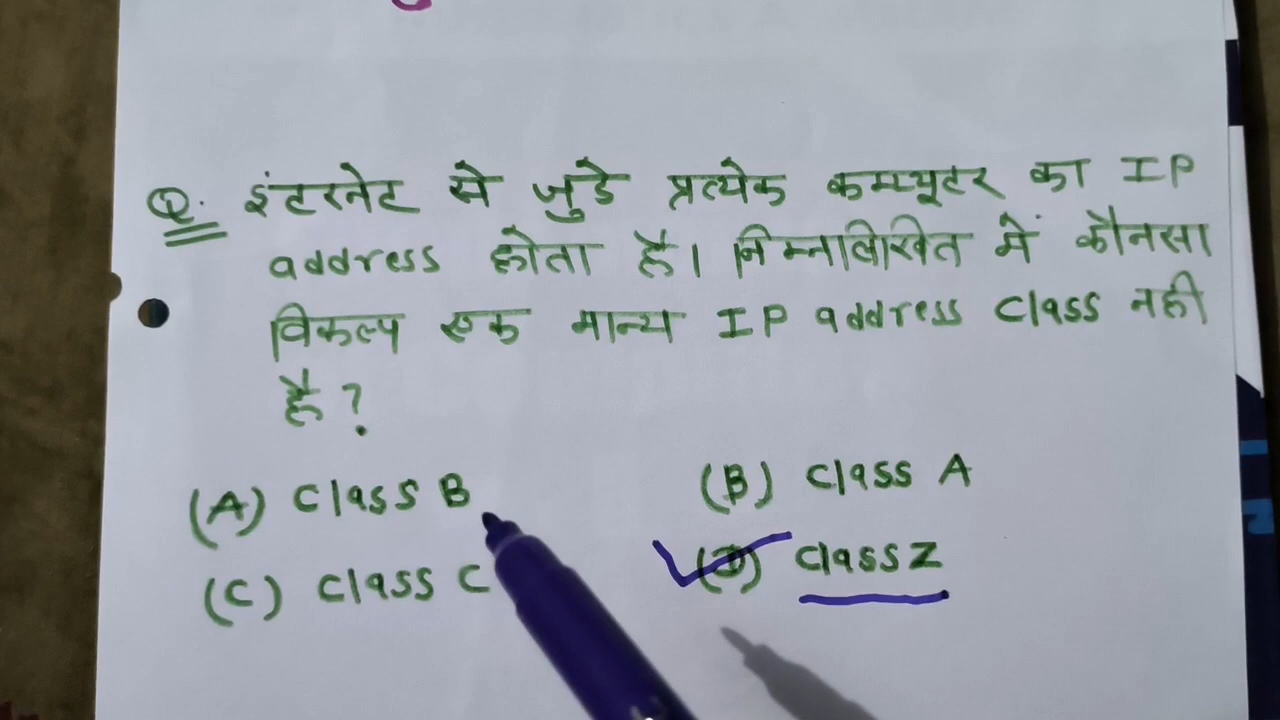 Q. इंटरनेट से जुडे प्रत्येक कम्प्यूटर का IP
address होता है। निम्नलिखित में कौनसा
विकल्प एक मान्य IP address Class नही
है ?
(A) Class B (B) Class A
(C) Class C (D) Class Z